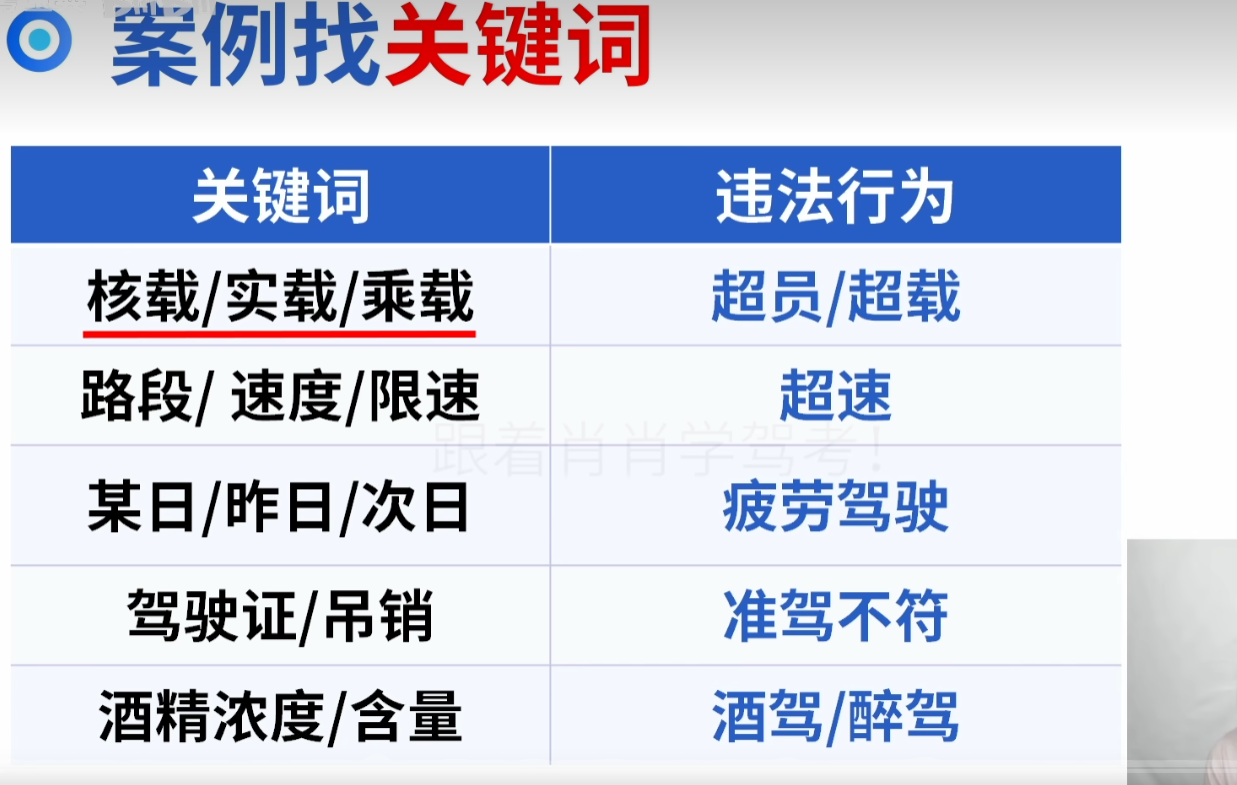 案例找关键词
关键词 违法行为
核载/实载/乘载 超员/超载
路段/ 速度/限速 超速
跟着肖肖学驾考!
某日/昨日/次日 疲劳驾驶
驾驶证/吊销 准驾不符
酒精浓度/含量 酒驾/醉驾